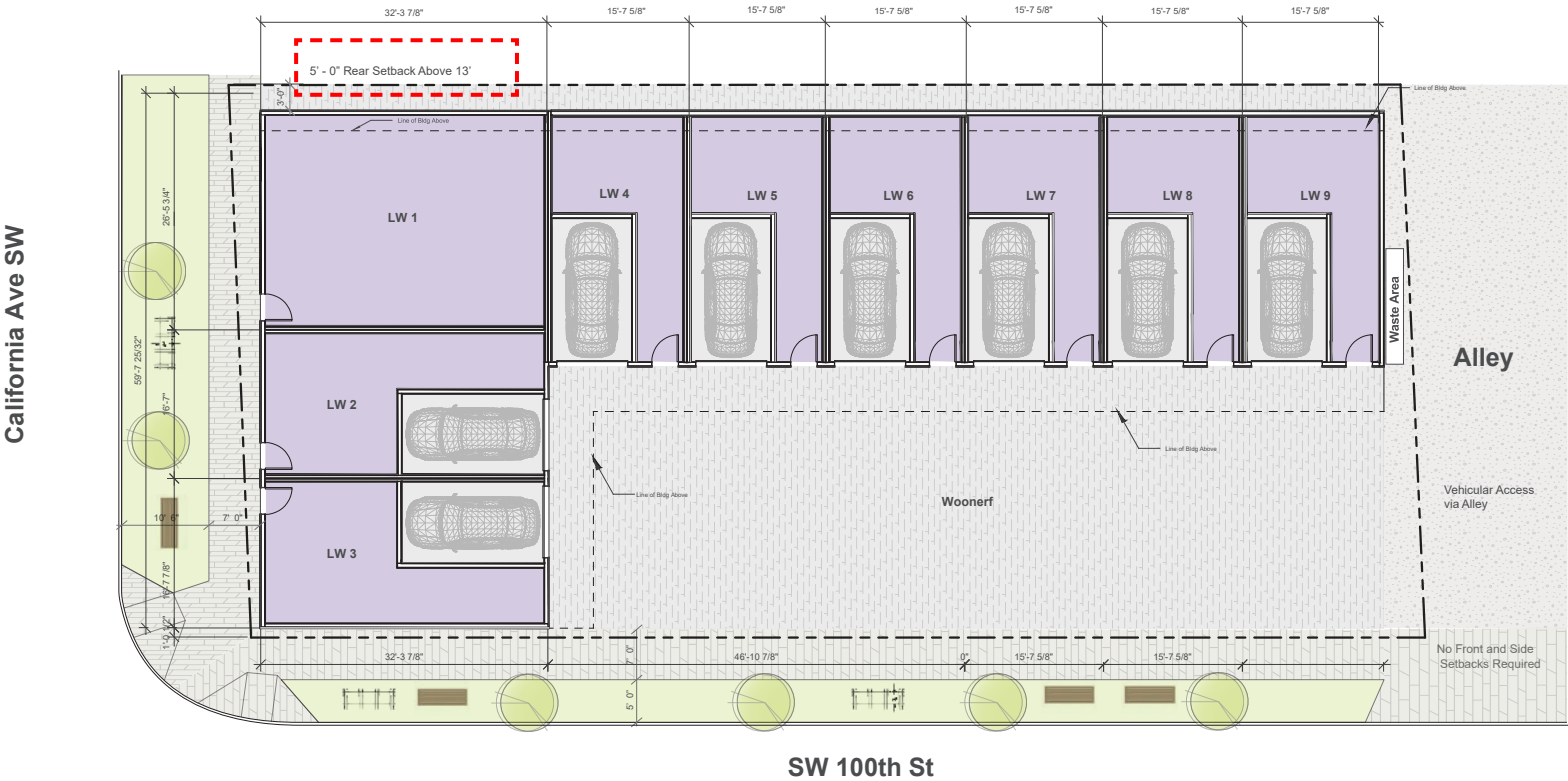 32'-3 7/8"
15'-7 5/8"
15'-7 5/8"
15'-7 5/8"
15'-7 5/8"
15'-7 5/8"
15'-7 5/8"
5' - 0" Rear Setback Above 13'
3'-0"
Line of Bldg Above
Line of Bldg Above
LW 1
LW 4
LW 5
LW 6
LW 7
LW 8
LW 9
26'-5 3/4"
California Ave SW
59'-7 25/32"
16'-7"
LW 2
Waste Area
Alley
Line of Bldg Above
Line of Bldg Above
Woonerf
Vehicular Access
via Alley
10' 6"
7' 0"
LW 3
16'-7 7/8"
1'-0 1/2"
No Front and Side
Setbacks Required
32'-3 7/8"
7' 0"
46'-10 7/8"
0"
15'-7 5/8"
15'-7 5/8"
5' 0"
SW 100th St